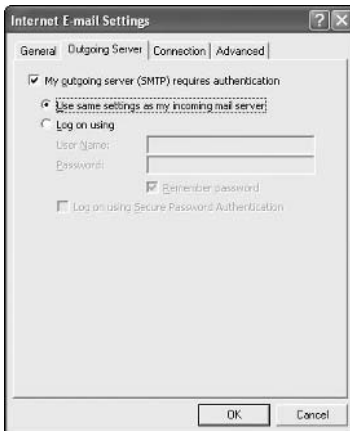 Internet E-mail Settings
General Outgoing Server Connection Advanced
My outgoing server (SMTP) requires authentication
Use same settings as my incoming mail server
Log on using
User Name:
Password:
Remember password
Log on using Secure Password Authentication
OK Cancel